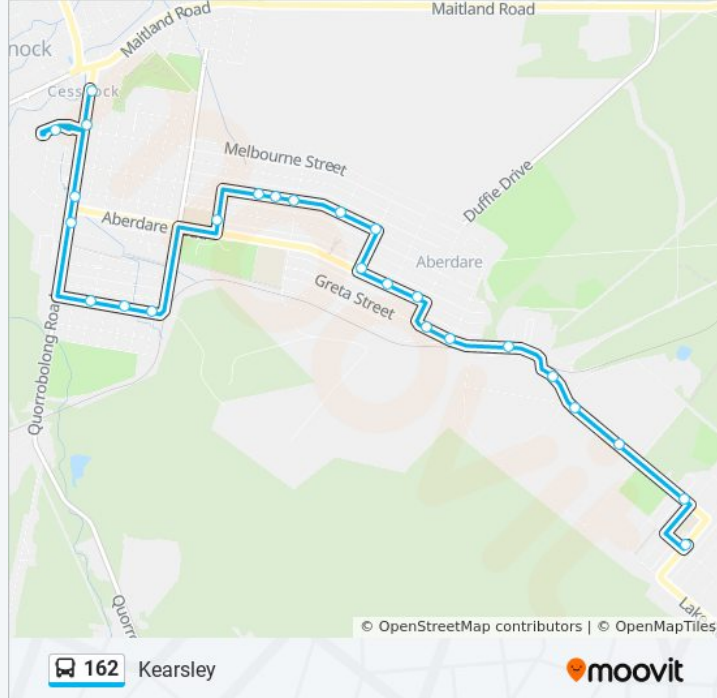 Maitland Road
Maitland Road
nock
Cessnock
Melbourne Street
Duffie Drive
Aberdare
Aberdare
Greta Street
Quorrobolong Road
Quorro
Lake
© OpenStreetMap contributors | © OpenMapTiles
162 Kearsley
moovit